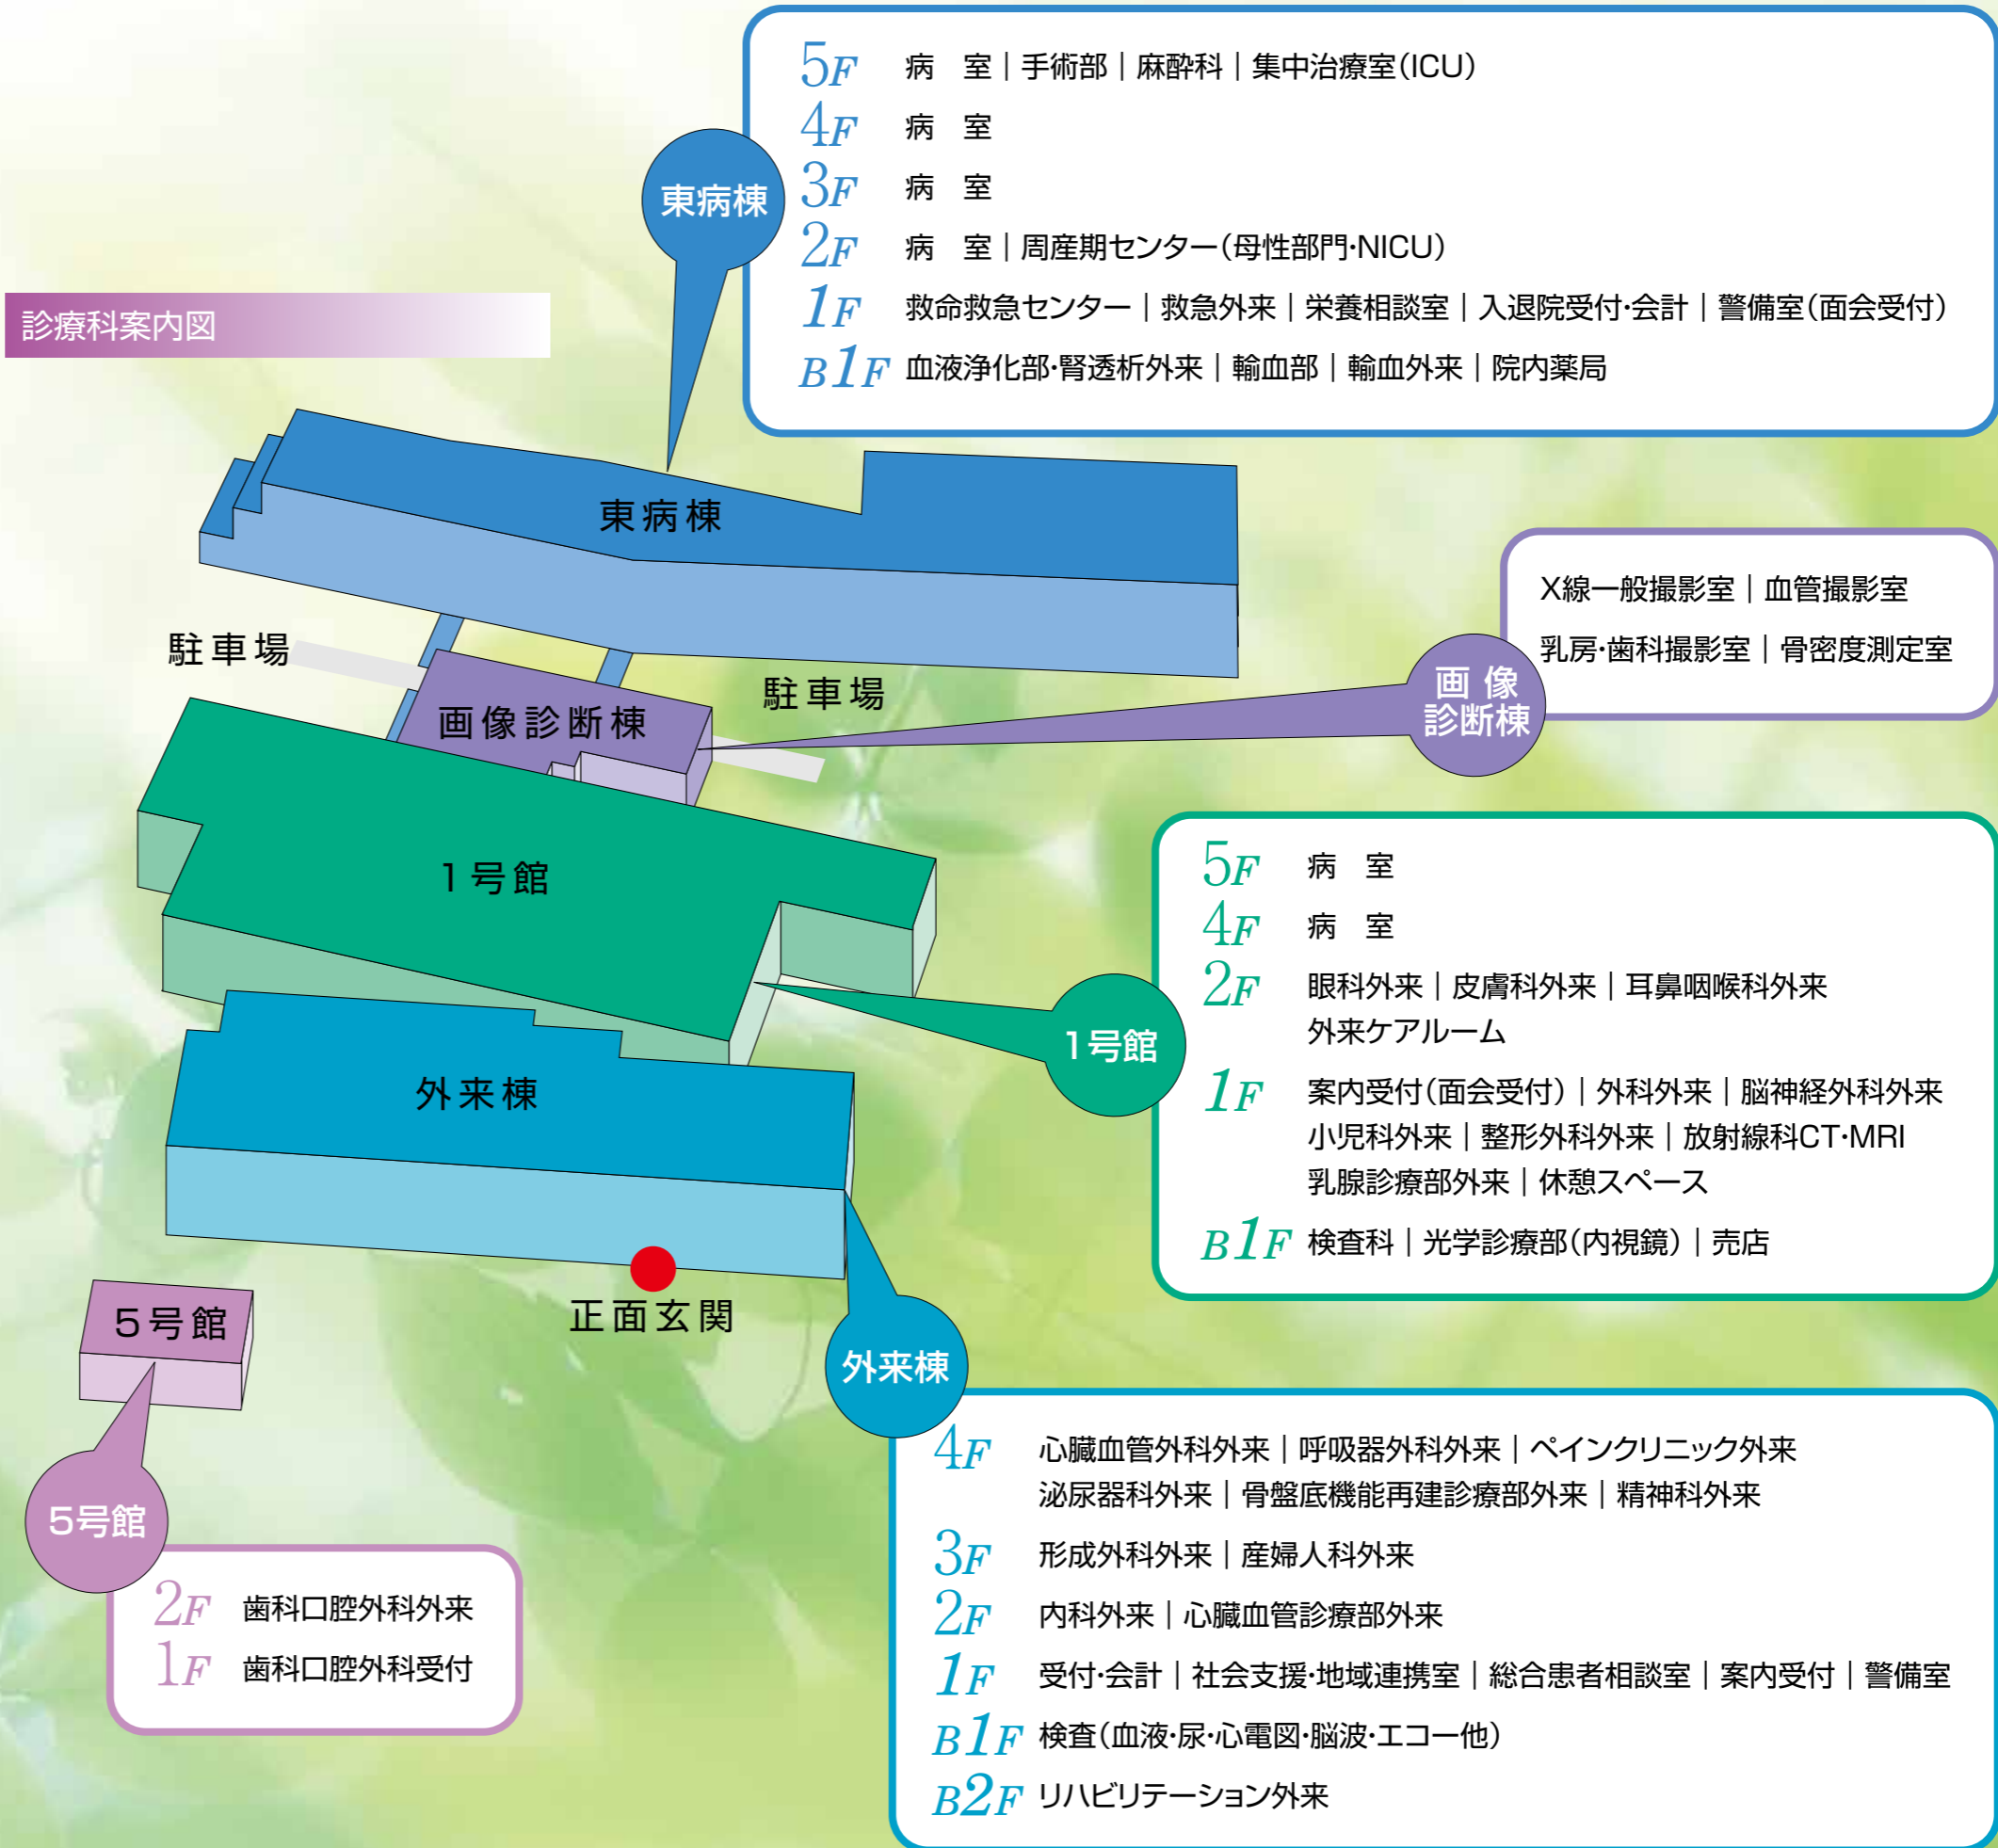 5F 病　室｜手術部｜麻酔科｜集中治療室(ICU)
4F 病　室
3F 病　室
2F 病　室｜周産期センター(母性部門・NICU)
1F 救命救急センター｜救急外来｜栄養相談室｜入退院受付・会計｜警備室(面会受付)
B1F 血液浄化部・腎透析外来｜輸血部｜輸血外来｜院内薬局
東病棟
診療科案内図
東病棟
X線一般撮影室｜血管撮影室
乳房・歯科撮影室｜骨密度測定室
画像
診断棟
駐車場
駐車場
画像診断棟
1号館
5F 病　室
4F 病　室
2F 眼科外来｜皮膚科外来｜耳鼻咽喉科外来
外来ケアルーム
1F 案内受付(面会受付)｜外科外来｜脳神経外科外来
小児科外来｜整形外科外来｜放射線科CT・MRI
乳腺診療部外来｜休憩スペース
B1F 検査科｜光学診療部(内視鏡)｜売店
1号館
外来棟
正面玄関
5号館
外来棟
4F 心臓血管外科外来｜呼吸器外科外来｜ペインクリニック外来
泌尿器科外来｜骨盤底機能再建診療部外来｜精神科外来
3F 形成外科外来｜産婦人科外来
2F 内科外来｜心臓血管診療部外来
1F 受付・会計｜社会支援・地域連携室｜総合患者相談室｜案内受付｜警備室
B1F 検査(血液・尿・心電図・脳波・エコー他)
B2F リハビリテーション外来
5号館
2F 歯科口腔外科外来
1F 歯科口腔外科受付